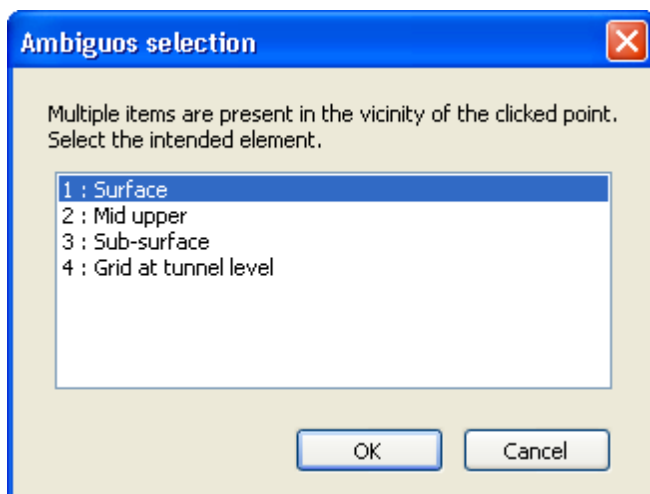 Ambiguos selection
Multiple items are present in the vicinity of the clicked point.
Select the intended element.
1 : Surface
2 : Mid upper
3 : Sub-surface
4 : Grid at tunnel level
OK
Cancel